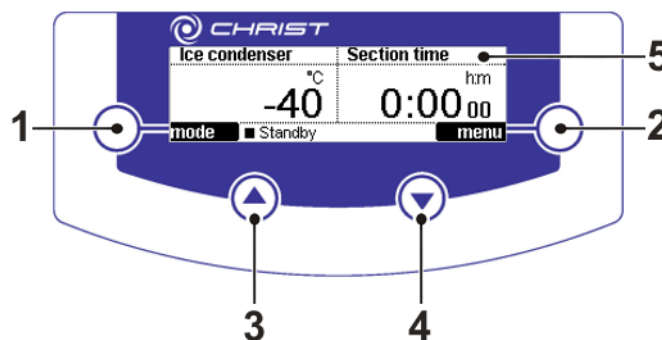 CHRIST
Ice condenser Section time
°C h:m
-40 0:00 00
mode ■ Standby menu
1 2 3 4 5